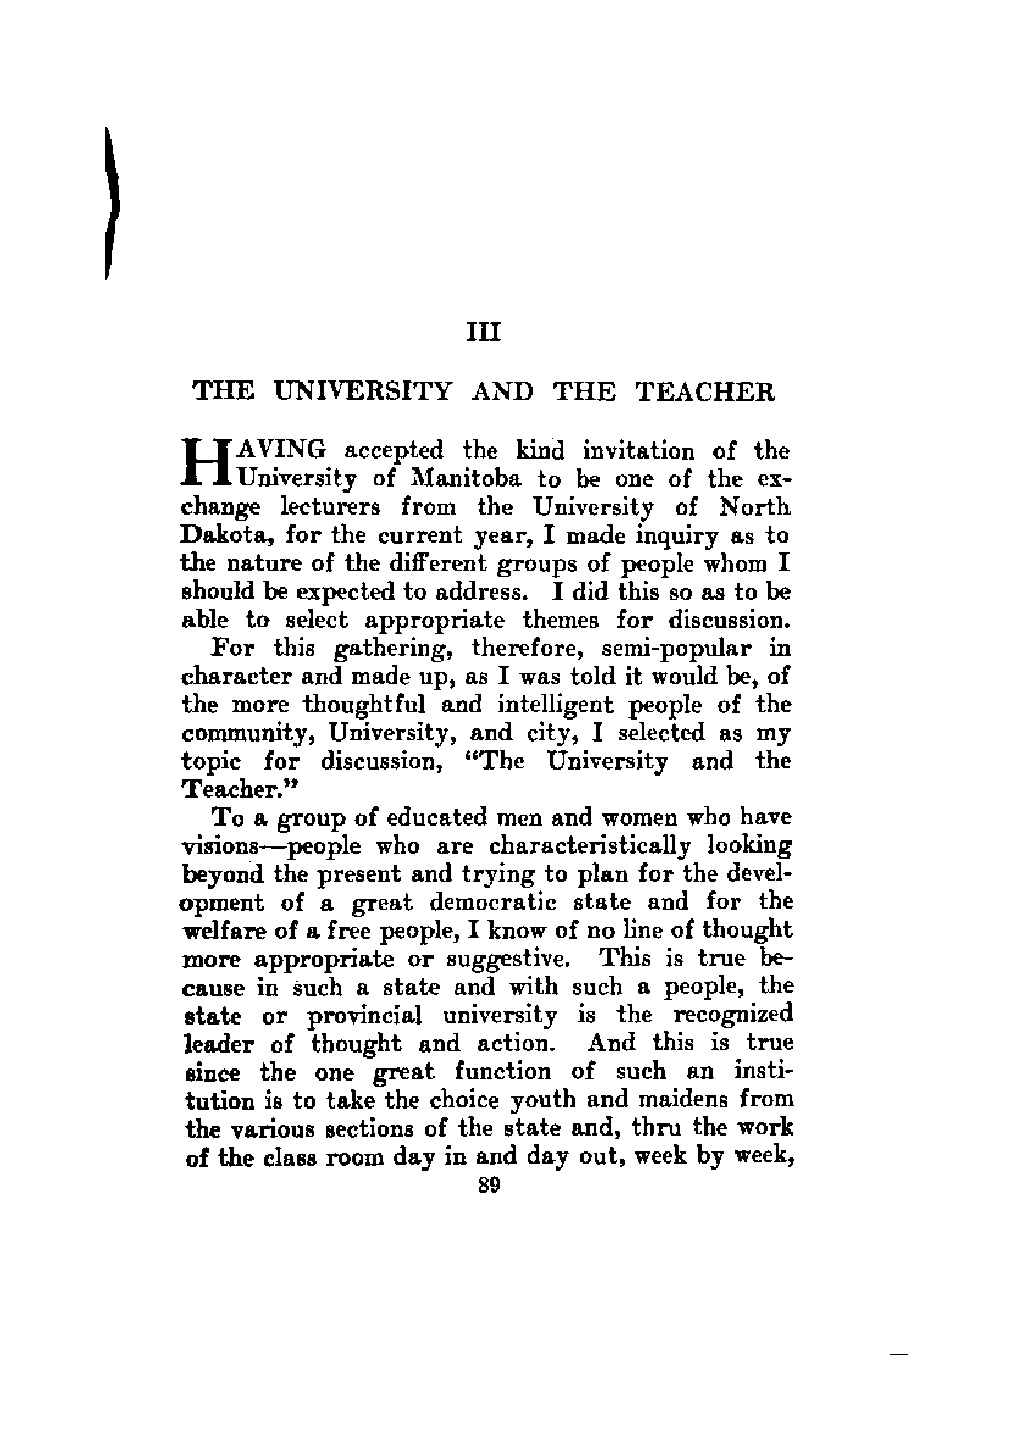 III
THE UNIVERSITY AND THE TEACHER
HAVING accepted the kind invitation of the
University of Manitoba to be one of the ex-
change lecturers from the University of North
Dakota, for the current year, I made inquiry as to
the nature of the different groups of people whom I
should be expected to address. I did this so as to be
able to select appropriate themes for discussion.
For this gathering, therefore, semi-popular in
character and made up, as I was told it would be, of
the more thoughtful and intelligent people of the
community, University, and city, I selected as my
topic for discussion, “The University and the
Teacher.”
To a group of educated men and women who have
visions—people who are characteristically looking
beyond the present and trying to plan for the devel-
opment of a great democratic state and for the
welfare of a free people, I know of no line of thought
more appropriate or suggestive. This is true be-
cause in such a state and with such a people, the
state or provincial university is the recognized
leader of thought and action. And this is true
since the one great function of such an insti-
tution is to take the choice youth and maidens from
the various sections of the state and, thru the work
of the class room day in and day out, week by week,
89